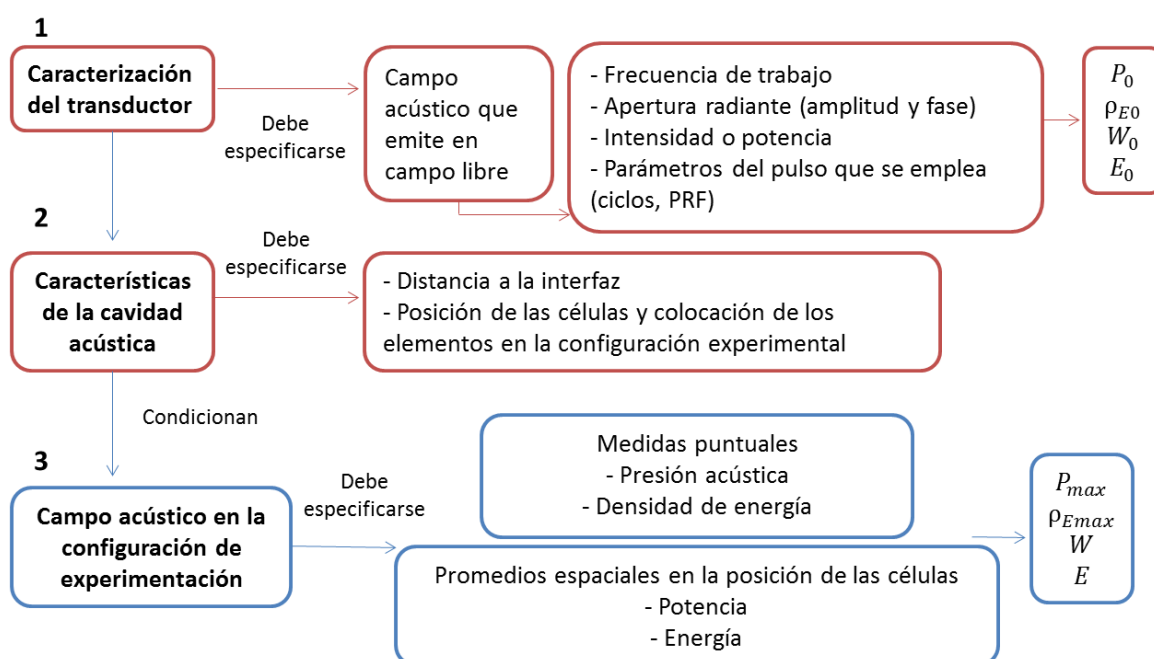 1
Caracterización
del transductor
Debe
especificarse
Campo
acústico que
emite en
campo libre
- Frecuencia de trabajo
- Apertura radiante (amplitud y fase)
- Intensidad o potencia
- Parámetros del pulso que se emplea
(ciclos, PRF)
P₀
ρ_E0
W₀
E₀
2
Características
de la cavidad
acústica
Debe
especificarse
- Distancia a la interfaz
- Posición de las células y colocación de los
elementos en la configuración experimental
Condicionan
3
Campo acústico en la
configuración de
experimentación
Debe
especificarse
Medidas puntuales
- Presión acústica
- Densidad de energía
Promedios espaciales en la posición de las células
- Potencia
- Energía
P_max
ρ_Emax
W
E